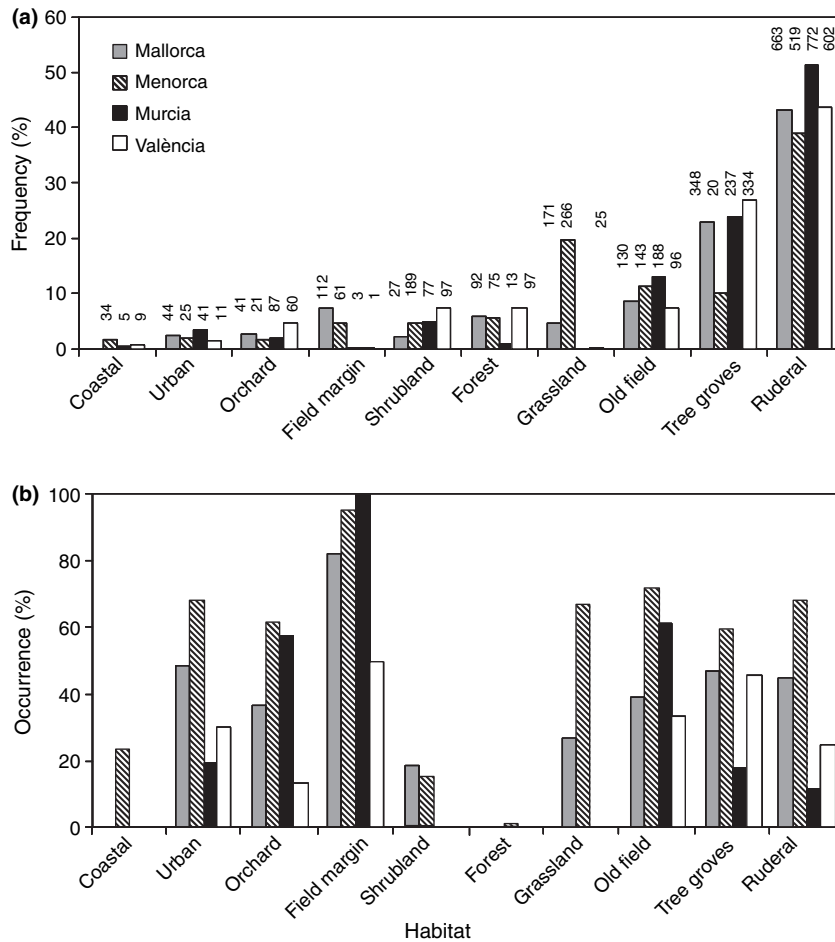 (a)
60
50
40
30
20
10
0
Frequency (%)
Mallorca
Menorca
Murcia
València
34 5 9
44 25 41 11
41 21 87 60
112 61 3 1
27 189 77 97
92 75 13 97
171 266 25
130 143 188 96
348 20 237 334
663 519 772 602
Coastal
Urban
Orchard
Field margin
Shrubland
Forest
Grassland
Old field
Tree groves
Ruderal
(b)
100
80
60
40
20
0
Occurrence (%)
Coastal
Urban
Orchard
Field margin
Shrubland
Forest
Grassland
Old field
Tree groves
Ruderal
Habitat